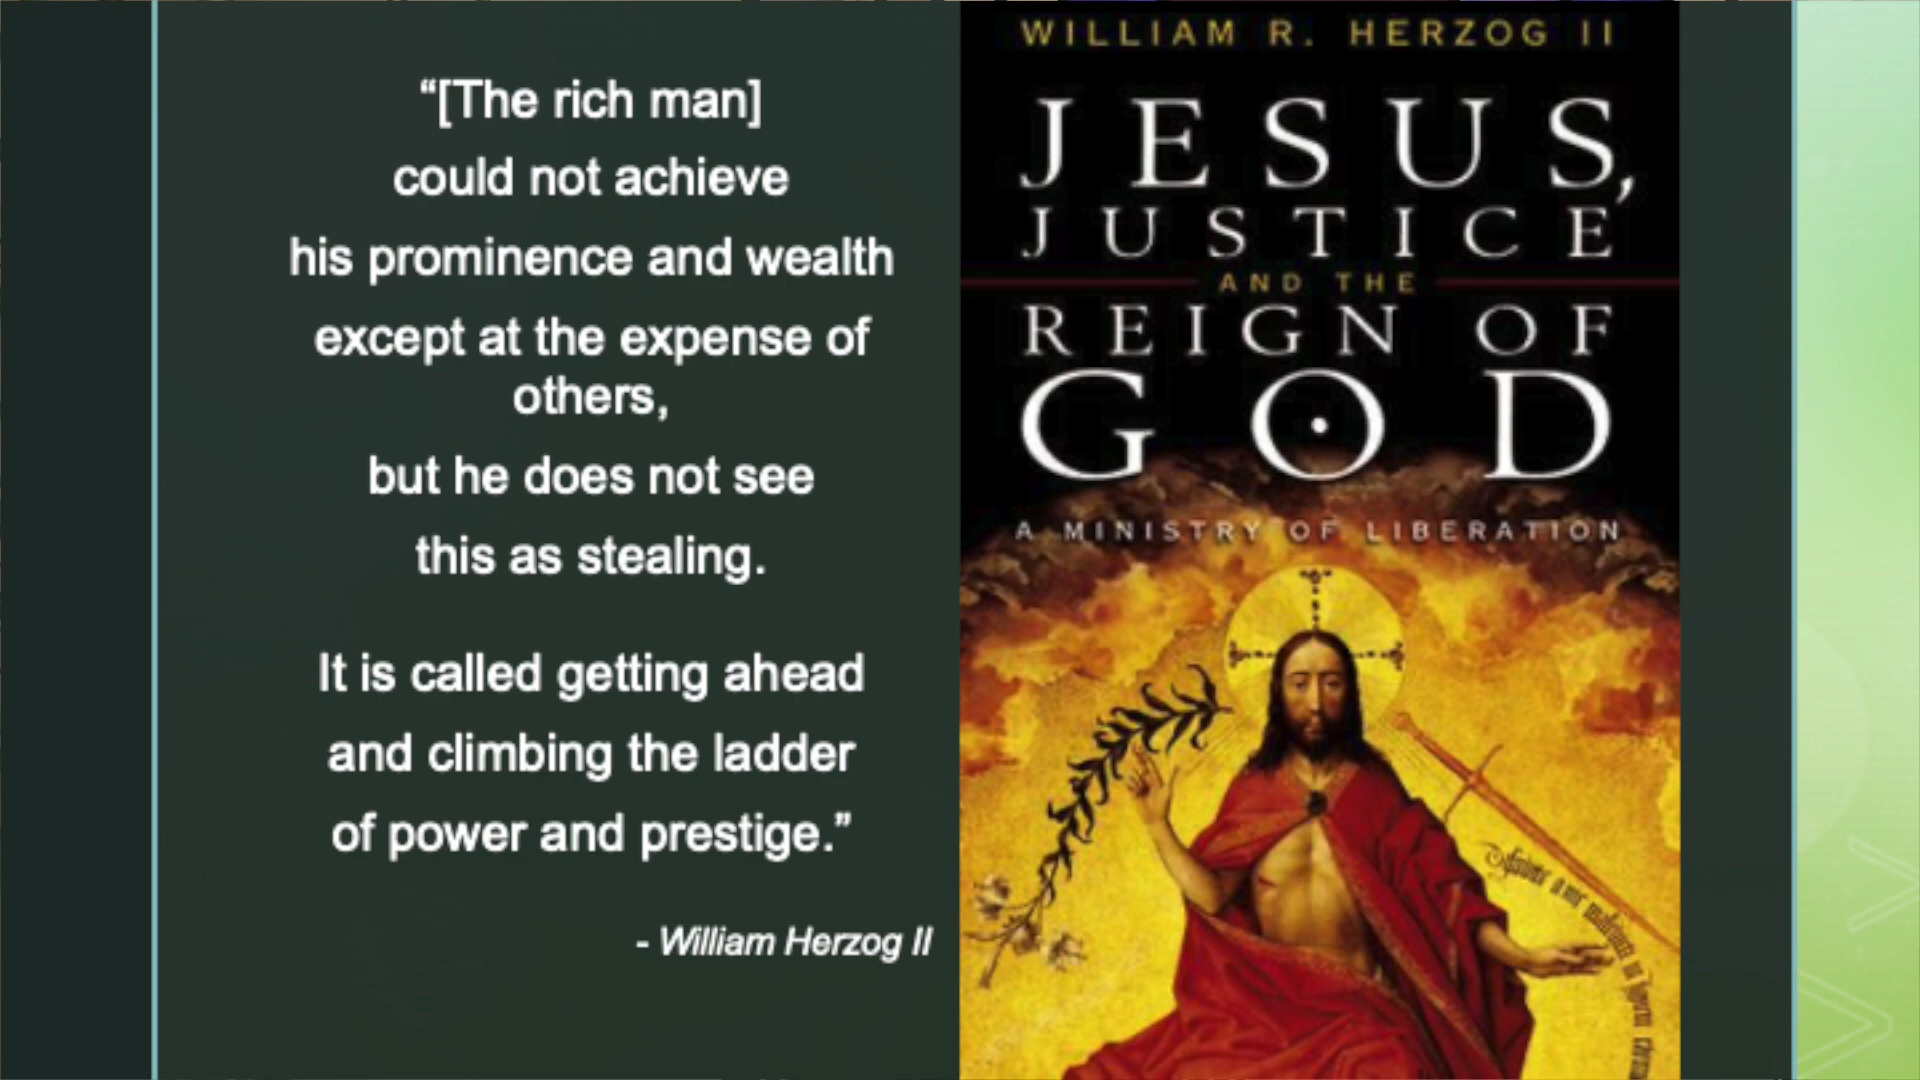 “[The rich man]
could not achieve
his prominence and wealth
except at the expense of
others,
but he does not see
this as stealing.
It is called getting ahead
and climbing the ladder
of power and prestige.”
- William Herzog II
WILLIAM R. HERZOG II
JESUS,
JUSTICE
AND THE
REIGN OF
GOD
A MINISTRY OF LIBERATION